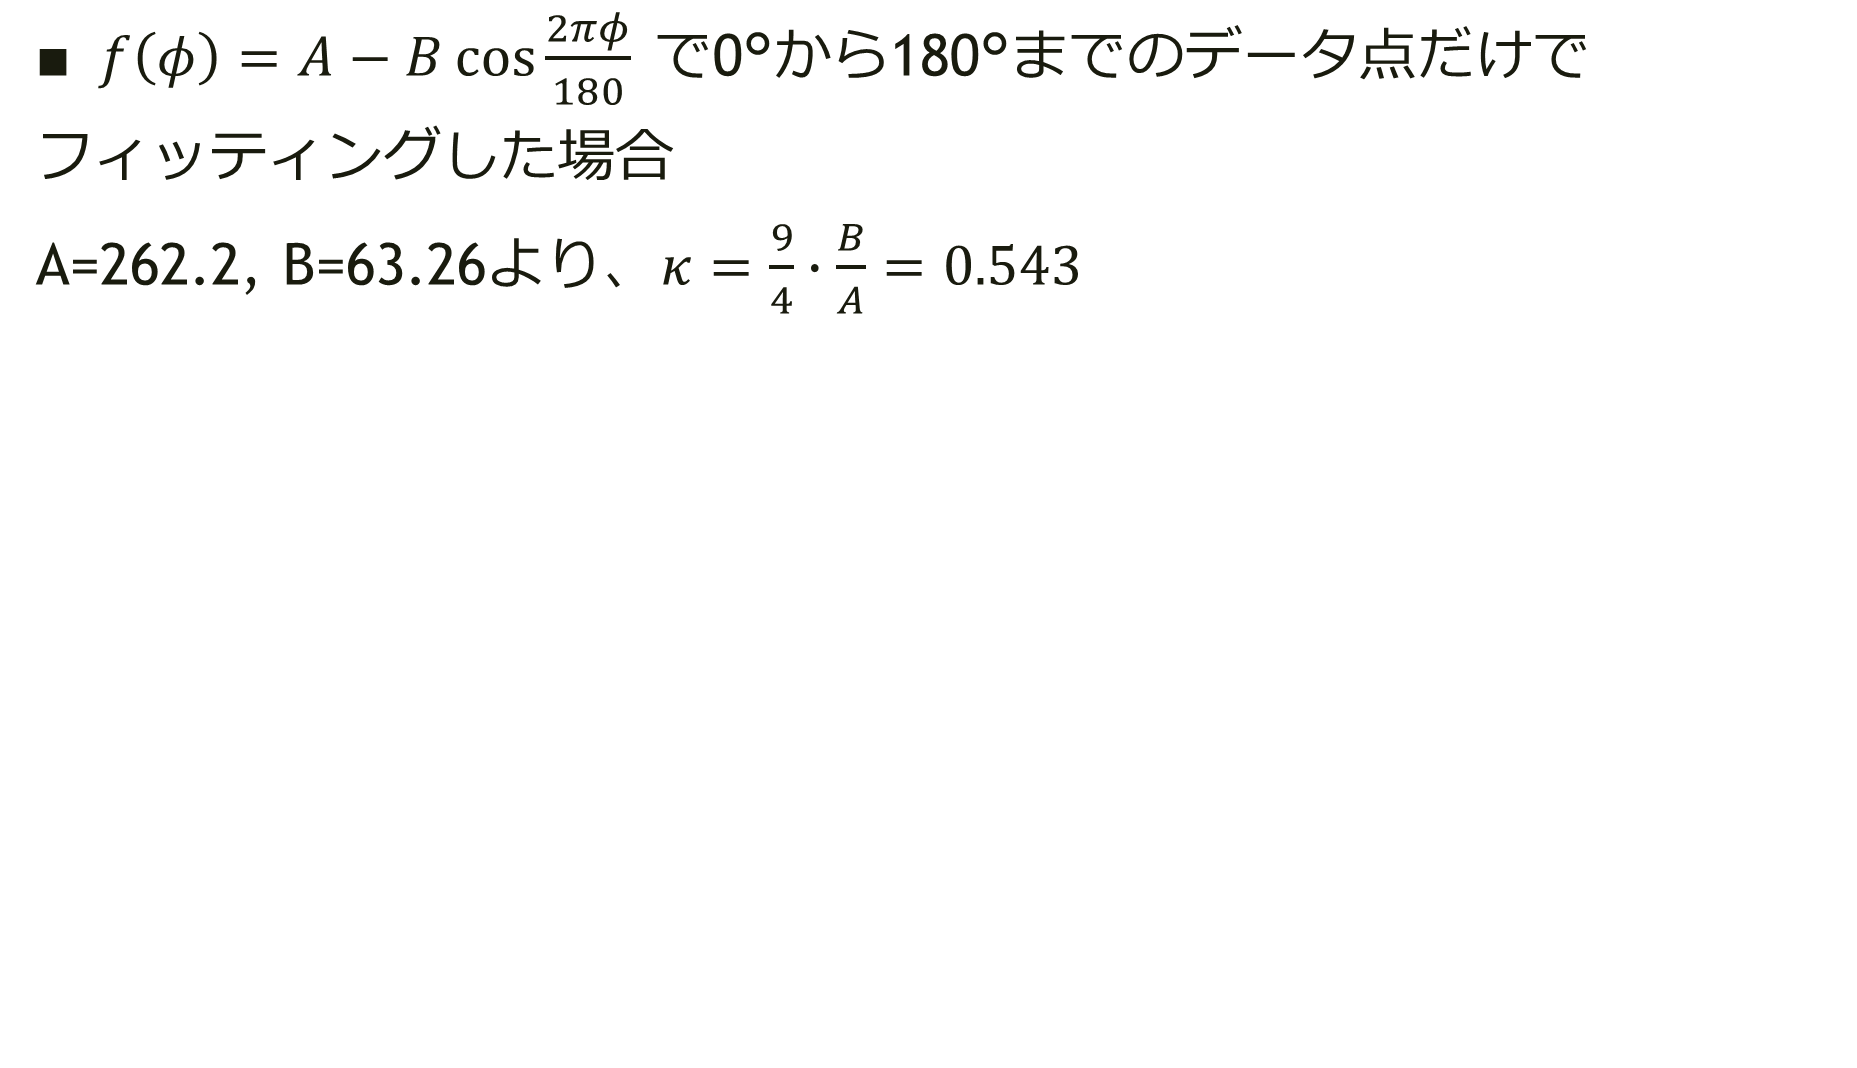 ■ f(ϕ) = A − B cos 2πϕ/180 で0°から180°までのデータ点だけで
フィッティングした場合
A=262.2, B=63.26より、κ = 9/4 · B/A = 0.543